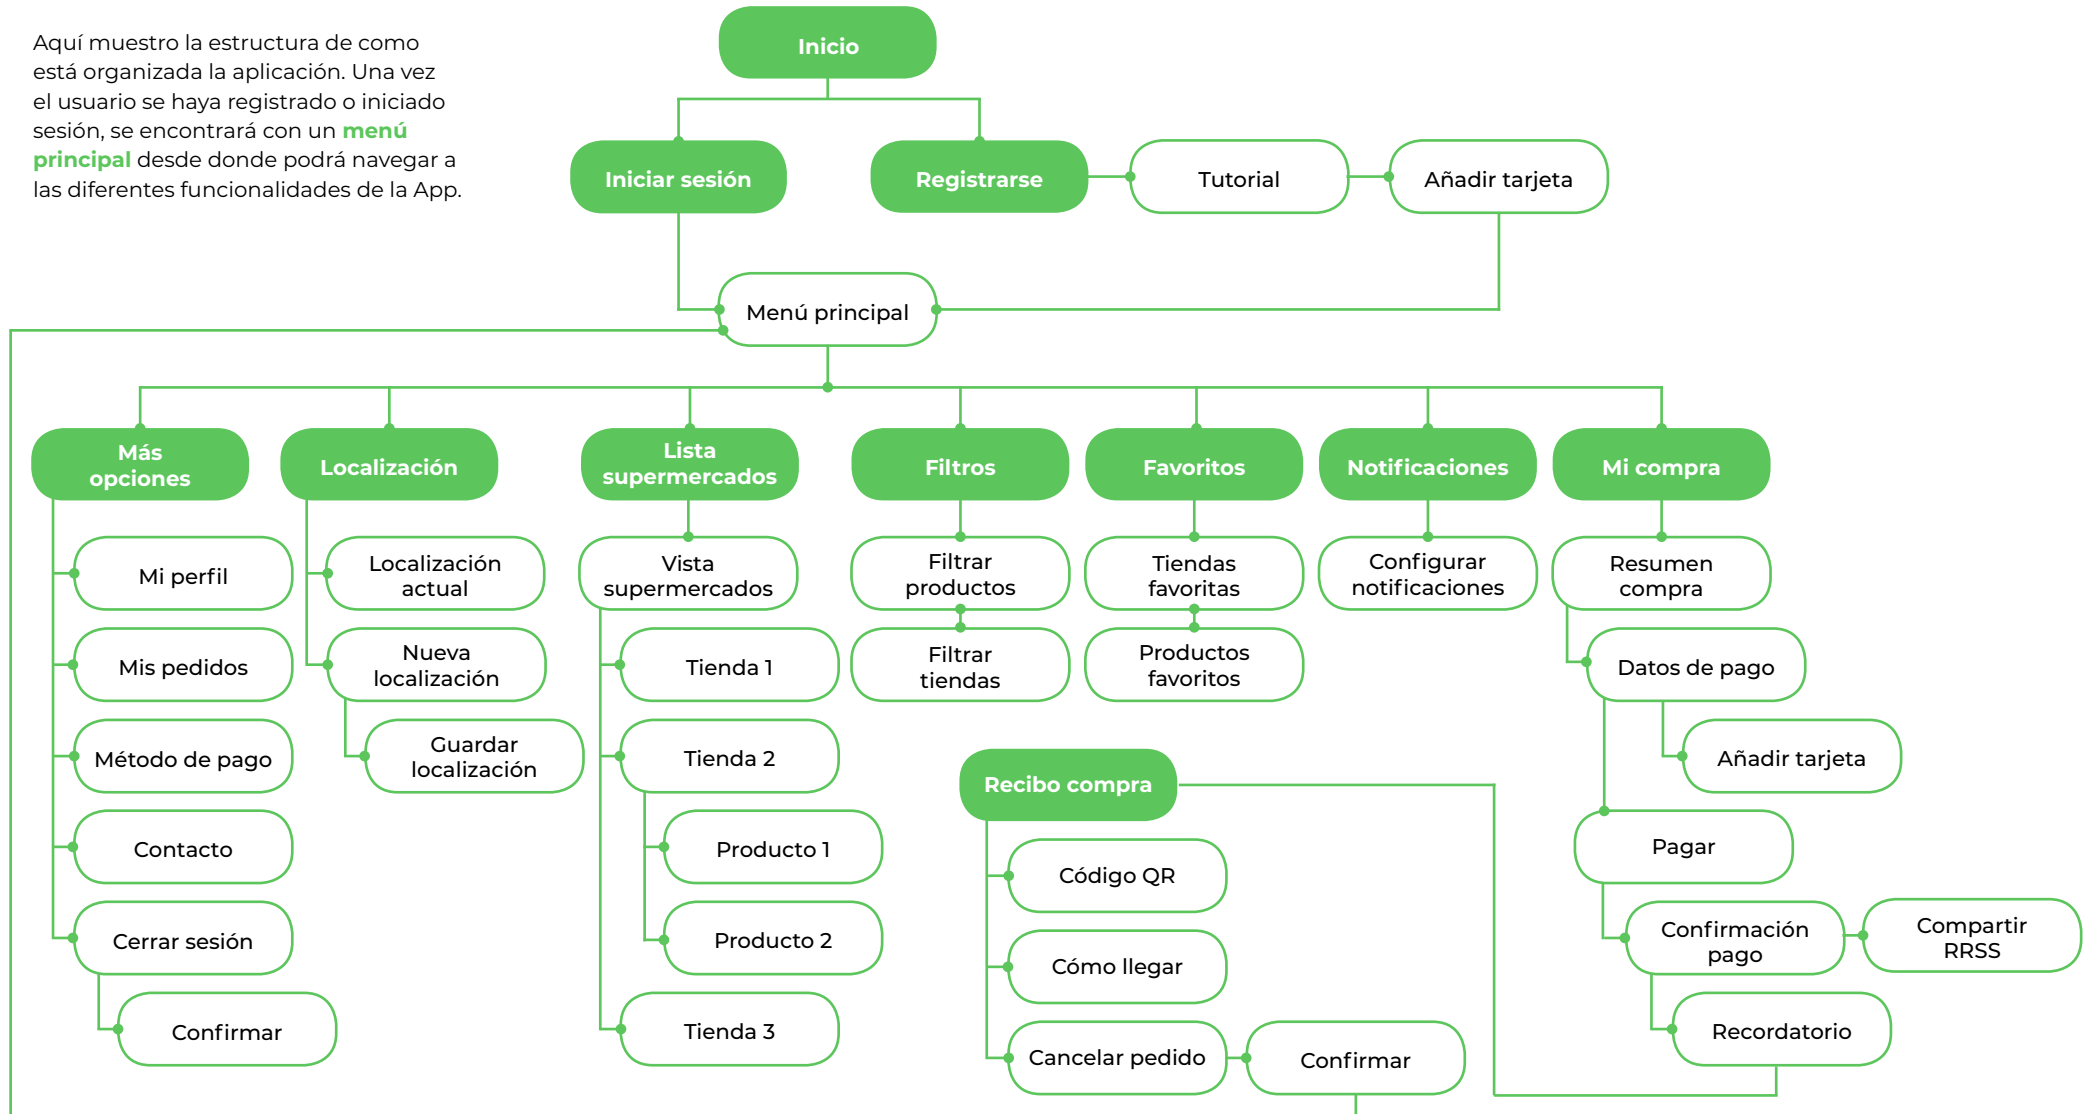 Aquí muestro la estructura de como
está organizada la aplicación. Una vez
el usuario se haya registrado o iniciado
sesión, se encontrará con un menú
principal desde donde podrá navegar a
las diferentes funcionalidades de la App.
Inicio
Iniciar sesión
Registrarse
Tutorial
Añadir tarjeta
Menú principal
Más
opciones
Localización
Lista
supermercados
Filtros
Favoritos
Notificaciones
Mi compra
Mi perfil
Mis pedidos
Método de pago
Contacto
Cerrar sesión
Confirmar
Localización
actual
Nueva
localización
Guardar
localización
Vista
supermercados
Tienda 1
Tienda 2
Producto 1
Producto 2
Tienda 3
Filtrar
productos
Filtrar
tiendas
Tiendas
favoritas
Productos
favoritos
Configurar
notificaciones
Resumen
compra
Datos de pago
Añadir tarjeta
Pagar
Confirmación
pago
Compartir
RRSS
Recordatorio
Recibo compra
Código QR
Cómo llegar
Cancelar pedido
Confirmar